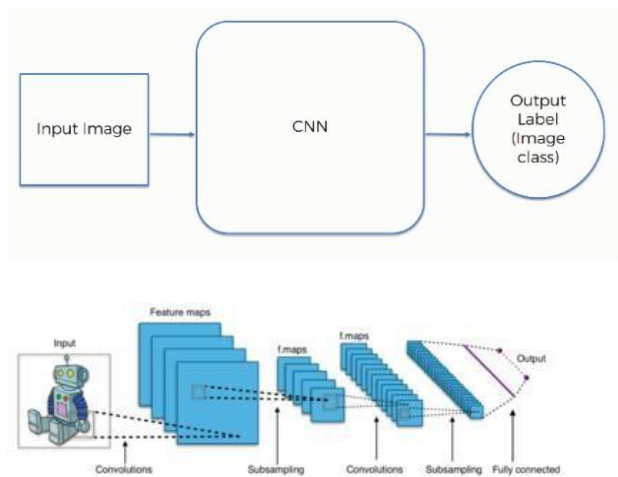 Input Image
CNN
Output
Label
(Image
class)
Feature maps
Input
f.maps
f.maps
Output
Convolutions
Subsampling
Convolutions
Subsampling
Fully connected